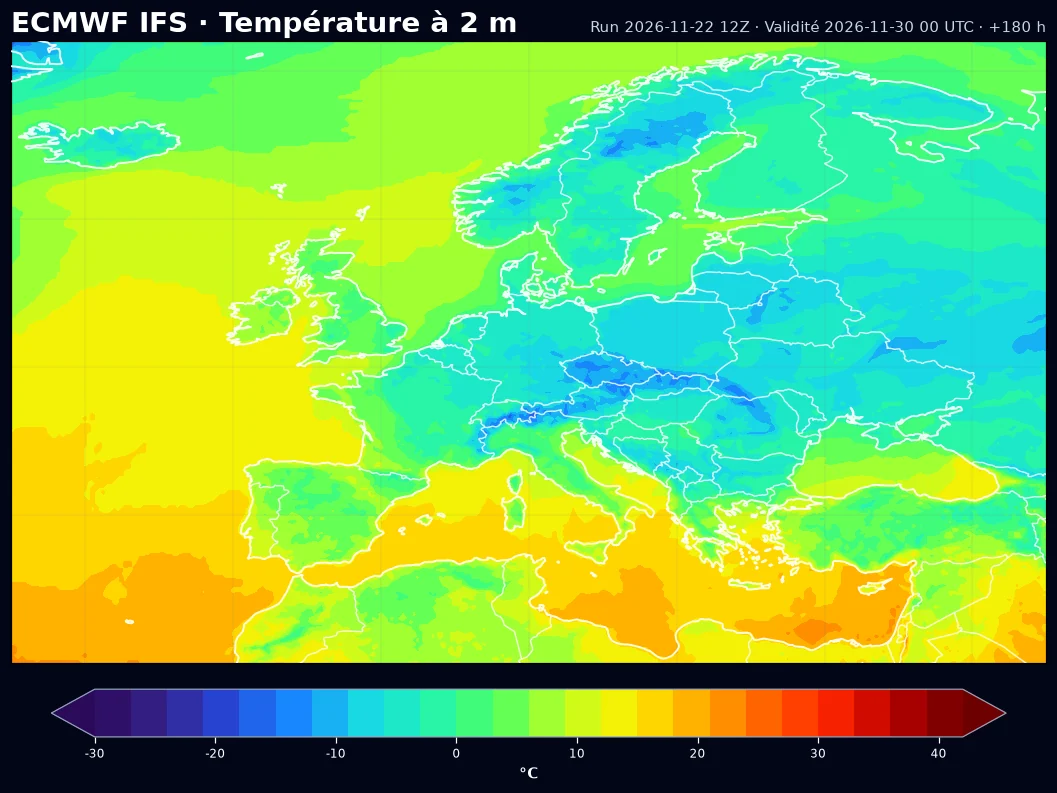 ECMWF IFS · Température à 2 m
Run 2026-11-22 12Z · Validité 2026-11-30 00 UTC · +180 h
-30 -20 -10 0 10 20 30 40
°C